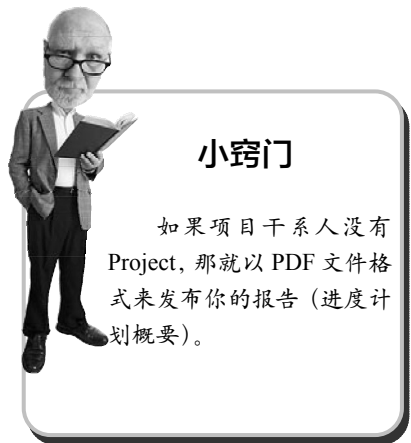 小窍门
如果项目干系人没有
Project，那就以 PDF 文件格
式来发布你的报告（进度计
划概要）。